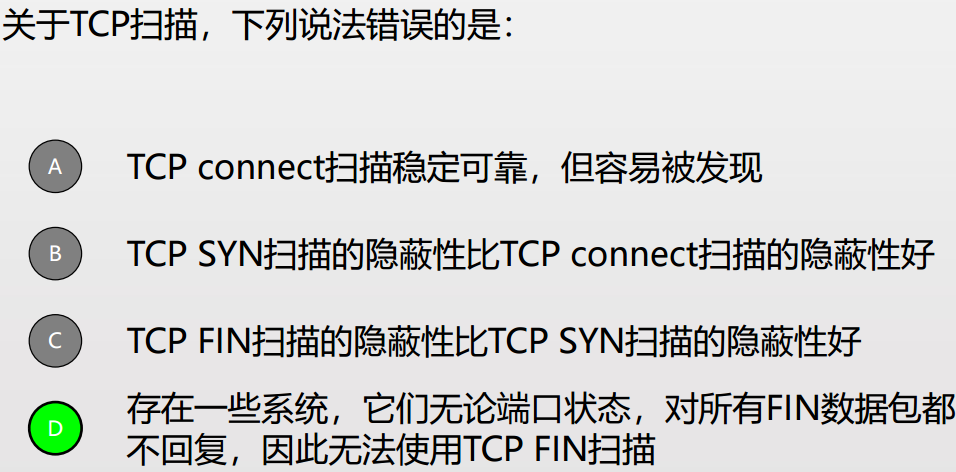 关于TCP扫描，下列说法错误的是：
A TCP connect扫描稳定可靠，但容易被发现
B TCP SYN扫描的隐蔽性比TCP connect扫描的隐蔽性好
C TCP FIN扫描的隐蔽性比TCP SYN扫描的隐蔽性好
D 存在一些系统，它们无论端口状态，对所有FIN数据包都
不回复，因此无法使用TCP FIN扫描